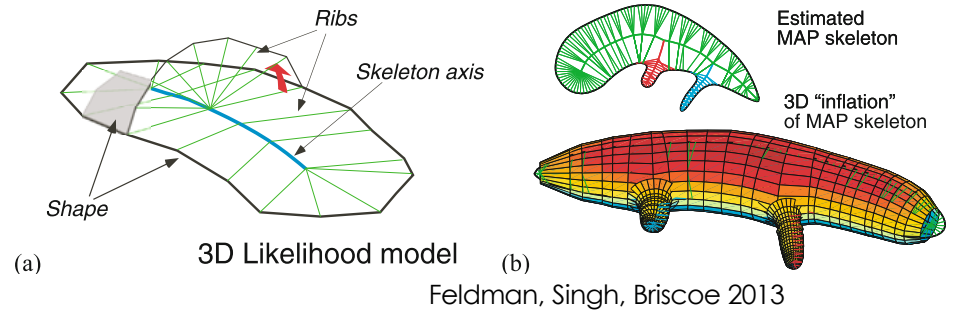 Ribs
Skeleton axis
Shape
3D Likelihood model
(a)
Estimated
MAP skeleton
3D “inflation”
of MAP skeleton
(b)
Feldman, Singh, Briscoe 2013